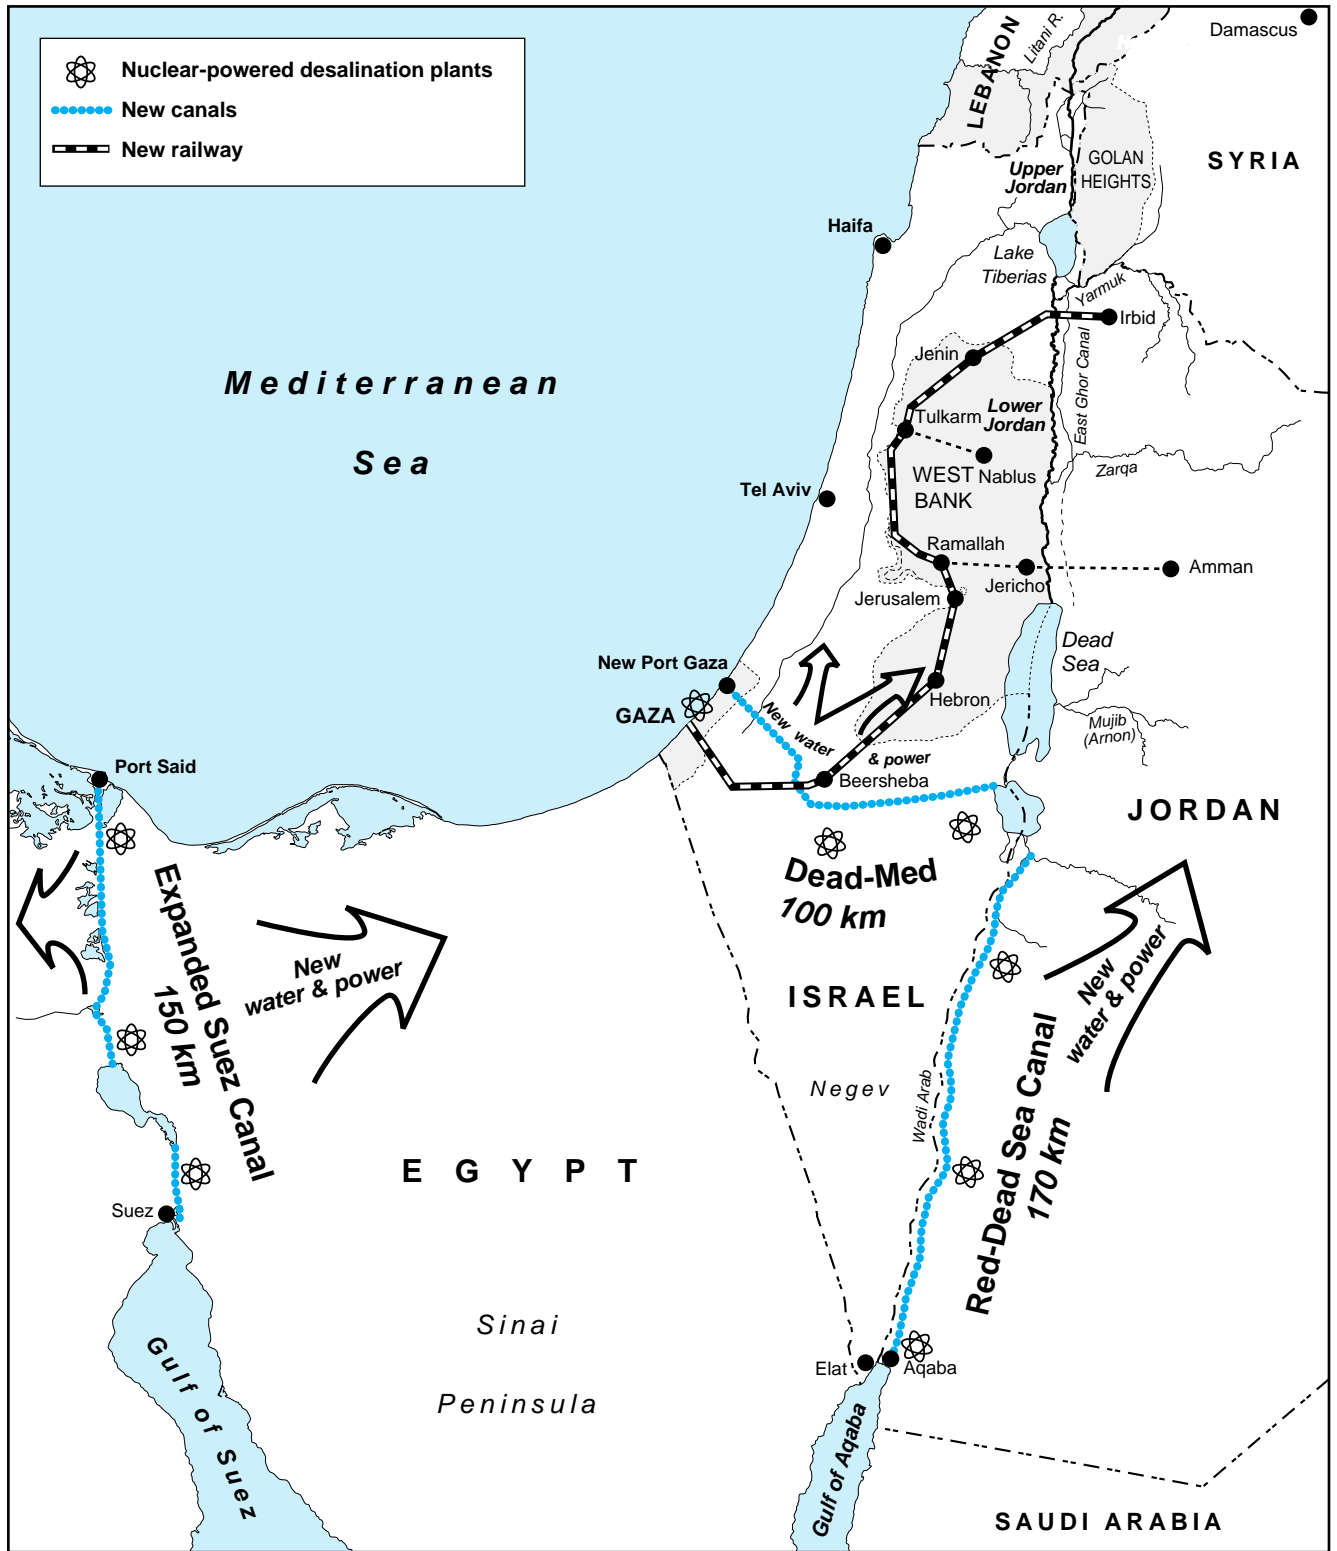 Nuclear-powered desalination plants
New canals
New railway
Damascus
Litani R.
LEBANON
SYRIA
GOLAN
HEIGHTS
Upper
Jordan
Haifa
Lake
Tiberias
Yarmuk
Irbid
Jenin
East Ghor Canal
Mediterranean
Sea
Tulkarm
Lower
Jordan
WEST
BANK
Nablus
Zarqa
Tel Aviv
Ramallah
Jericho
Amman
Jerusalem
Dead
Sea
New Port Gaza
GAZA
Hebron
Mujib
(Arnon)
New water
& power
Beersheba
Port Said
JORDAN
Dead-Med
100 km
Expanded Suez Canal
150 km
New
water & power
New
water & power
ISRAEL
Negev
Wadi Arab
Red-Dead Sea Canal
170 km
EGYPT
Suez
Sinai
Peninsula
Elat
Aqaba
Gulf of Suez
Gulf of Aqaba
SAUDI ARABIA